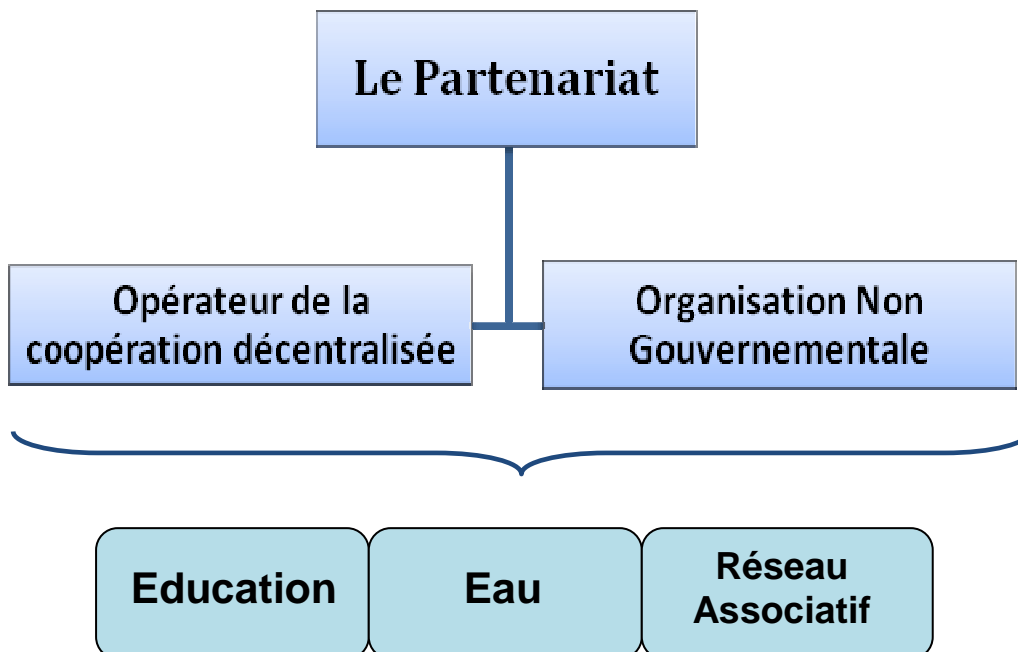 Le Partenariat
Opérateur de la
coopération décentralisée
Organisation Non
Gouvernementale
Education
Eau
Réseau
Associatif